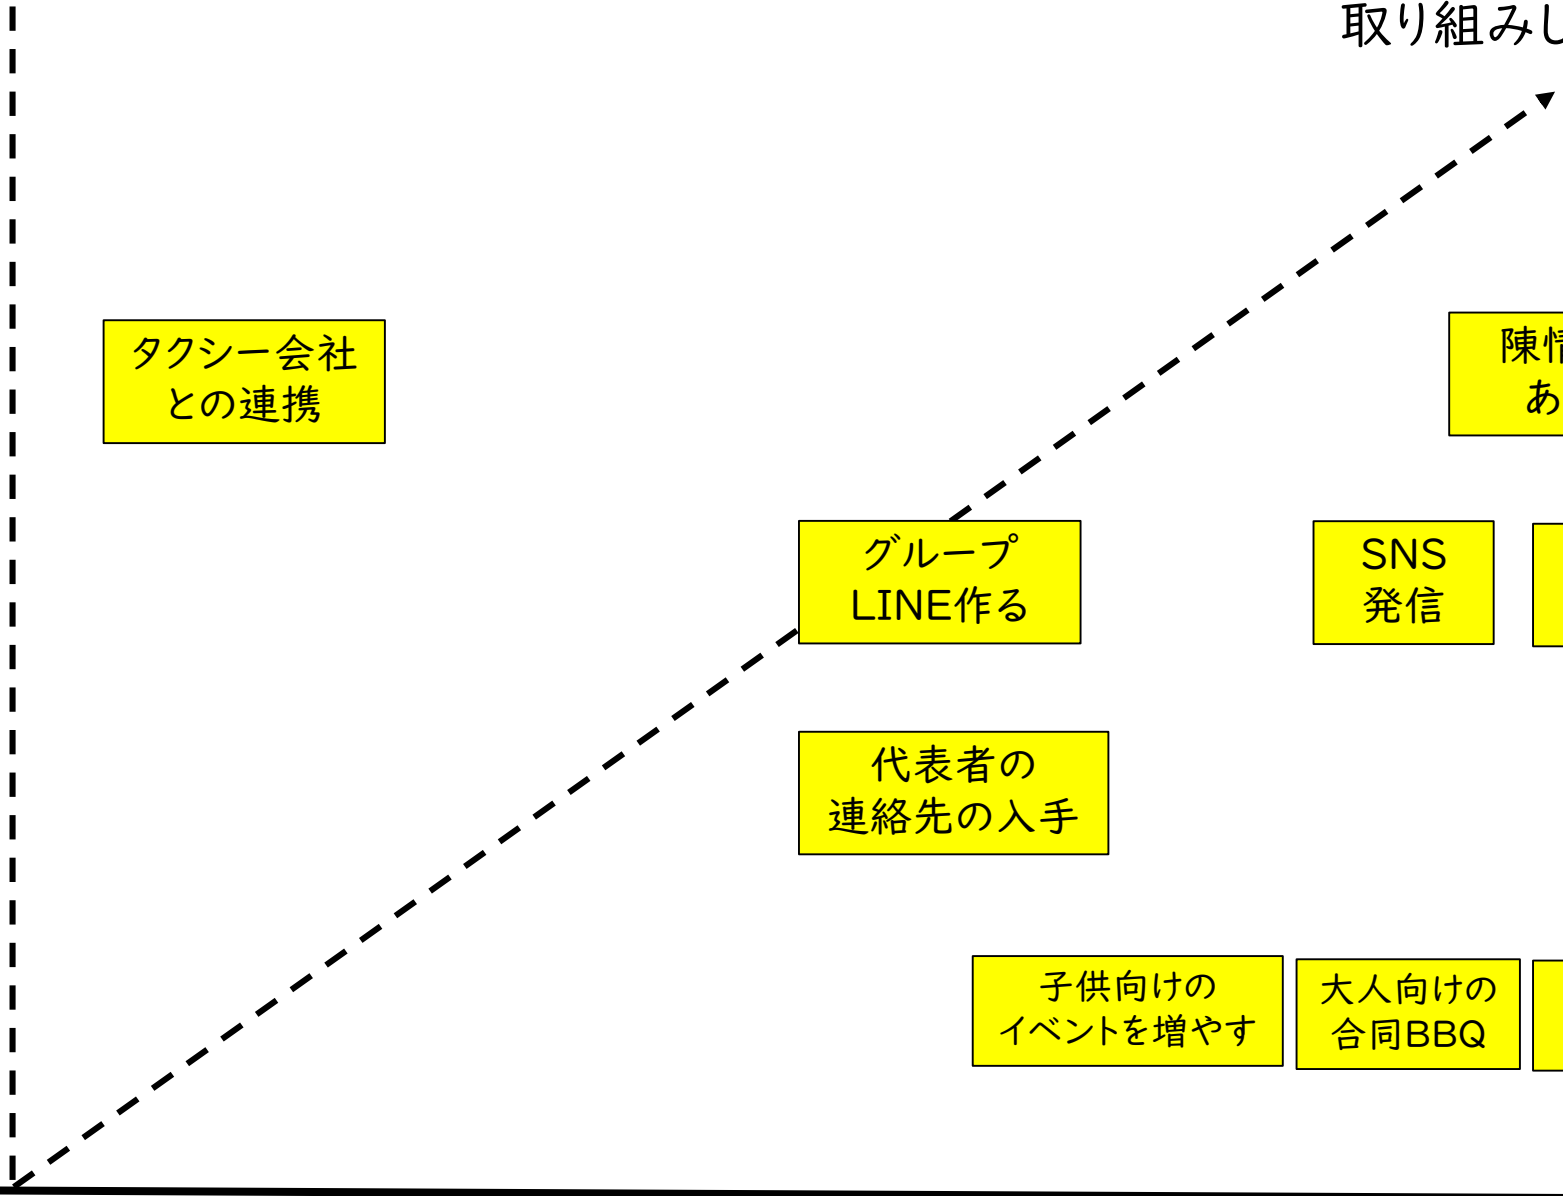 取り組みし
タクシー会社
との連携
陳情
あ
グループ
LINE作る
SNS
発信
代表者の
連絡先の入手
子供向けの
イベントを増やす
大人向けの
合同BBQ